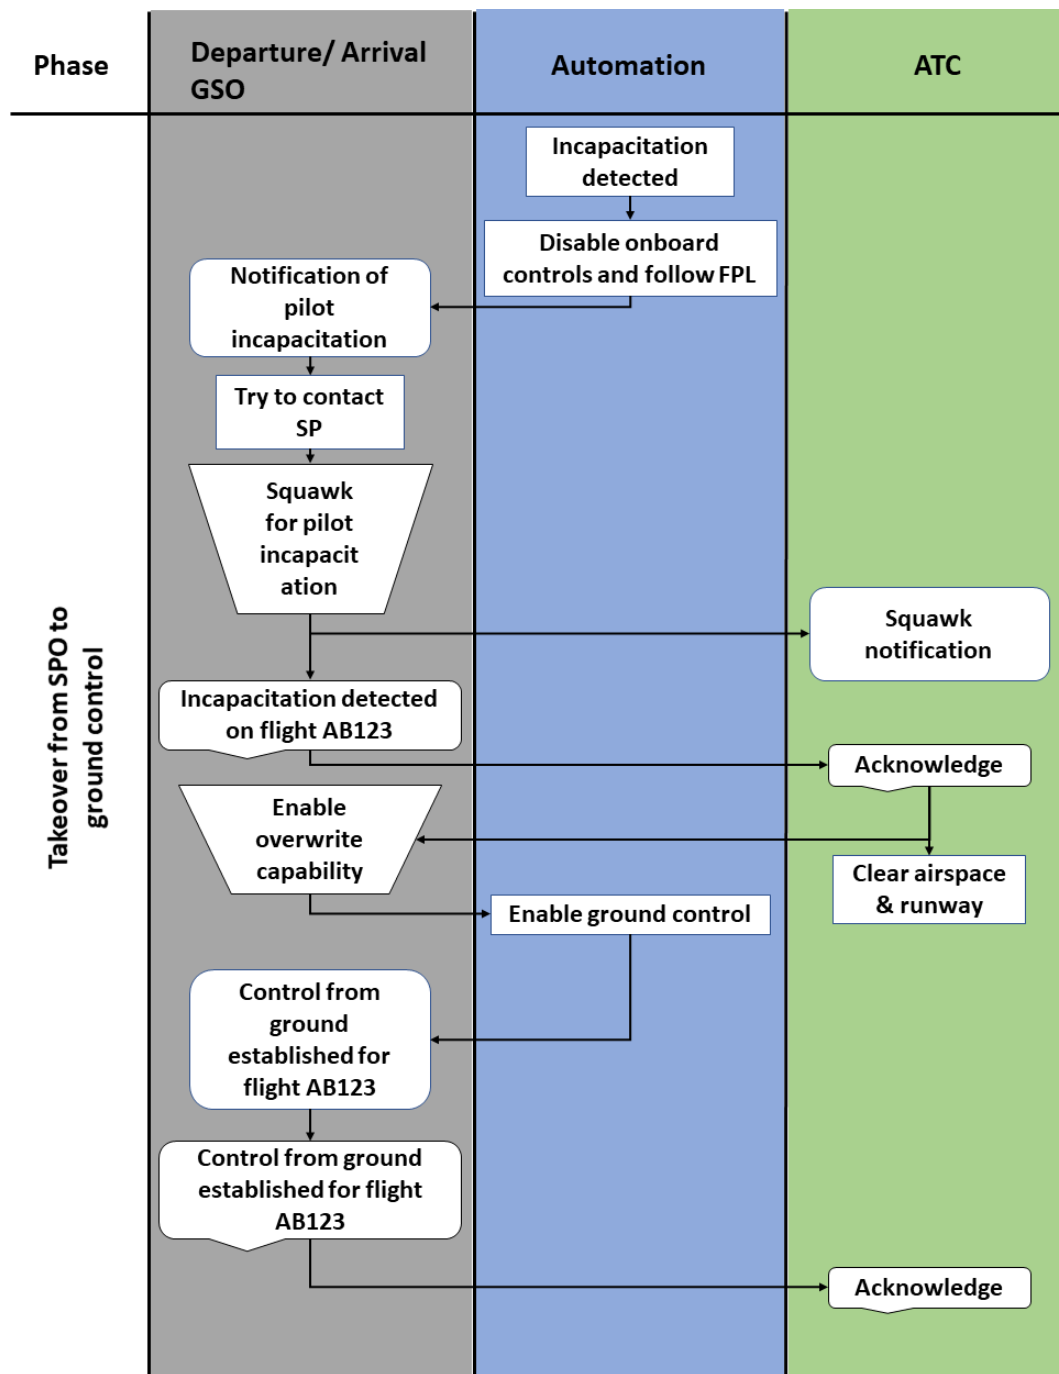 Phase
Departure/ Arrival
GSO
Automation
ATC
Incapacitation
detected
Disable onboard
controls and follow FPL
Notification of
pilot
incapacitation
Try to contact
SP
Squawk
for pilot
incapacit
ation
Squawk
notification
Takeover from SPO to
ground control
Incapacitation detected
on flight AB123
Acknowledge
Enable
overwrite
capability
Clear airspace
& runway
Enable ground control
Control from
ground
established for
flight AB123
Control from ground
established for flight
AB123
Acknowledge